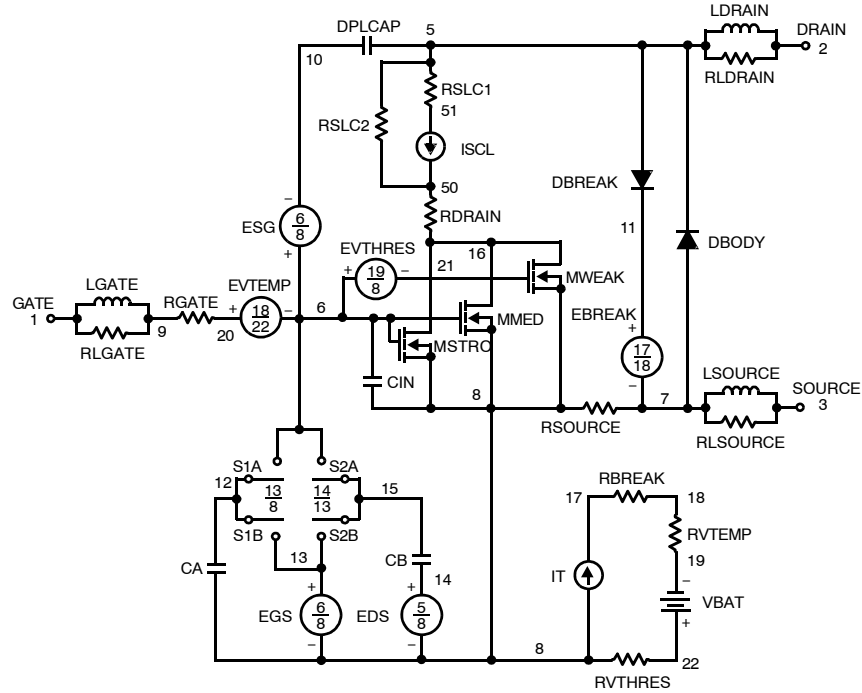 LDRAIN
DPLCAP 5 DRAIN
10 2
RLDRAIN
RSLC1
51
RSLC2
ISCL
50
DBREAK
RDRAIN
−
ESG 6/8
+
11
DBODY
EVTHRES 16
+ 19/8 − 21
MWEAK
LGATE
EVTEMP
GATE RGATE + 18/22 − 6
1
9 20
RLGATE
MMED
EBREAK +
17/18
−
MSTRO
CIN
LSOURCE
8 7 SOURCE
3
RSOURCE
RLSOURCE
S1A S2A
12 13/8 14/13 15
S1B S2B
13
CA CB
14
+ +
EGS 6/8 EDS 5/8
− −
RBREAK
17 18
RVTEMP
19
IT −
VBAT
+
8 22
RVTHRES